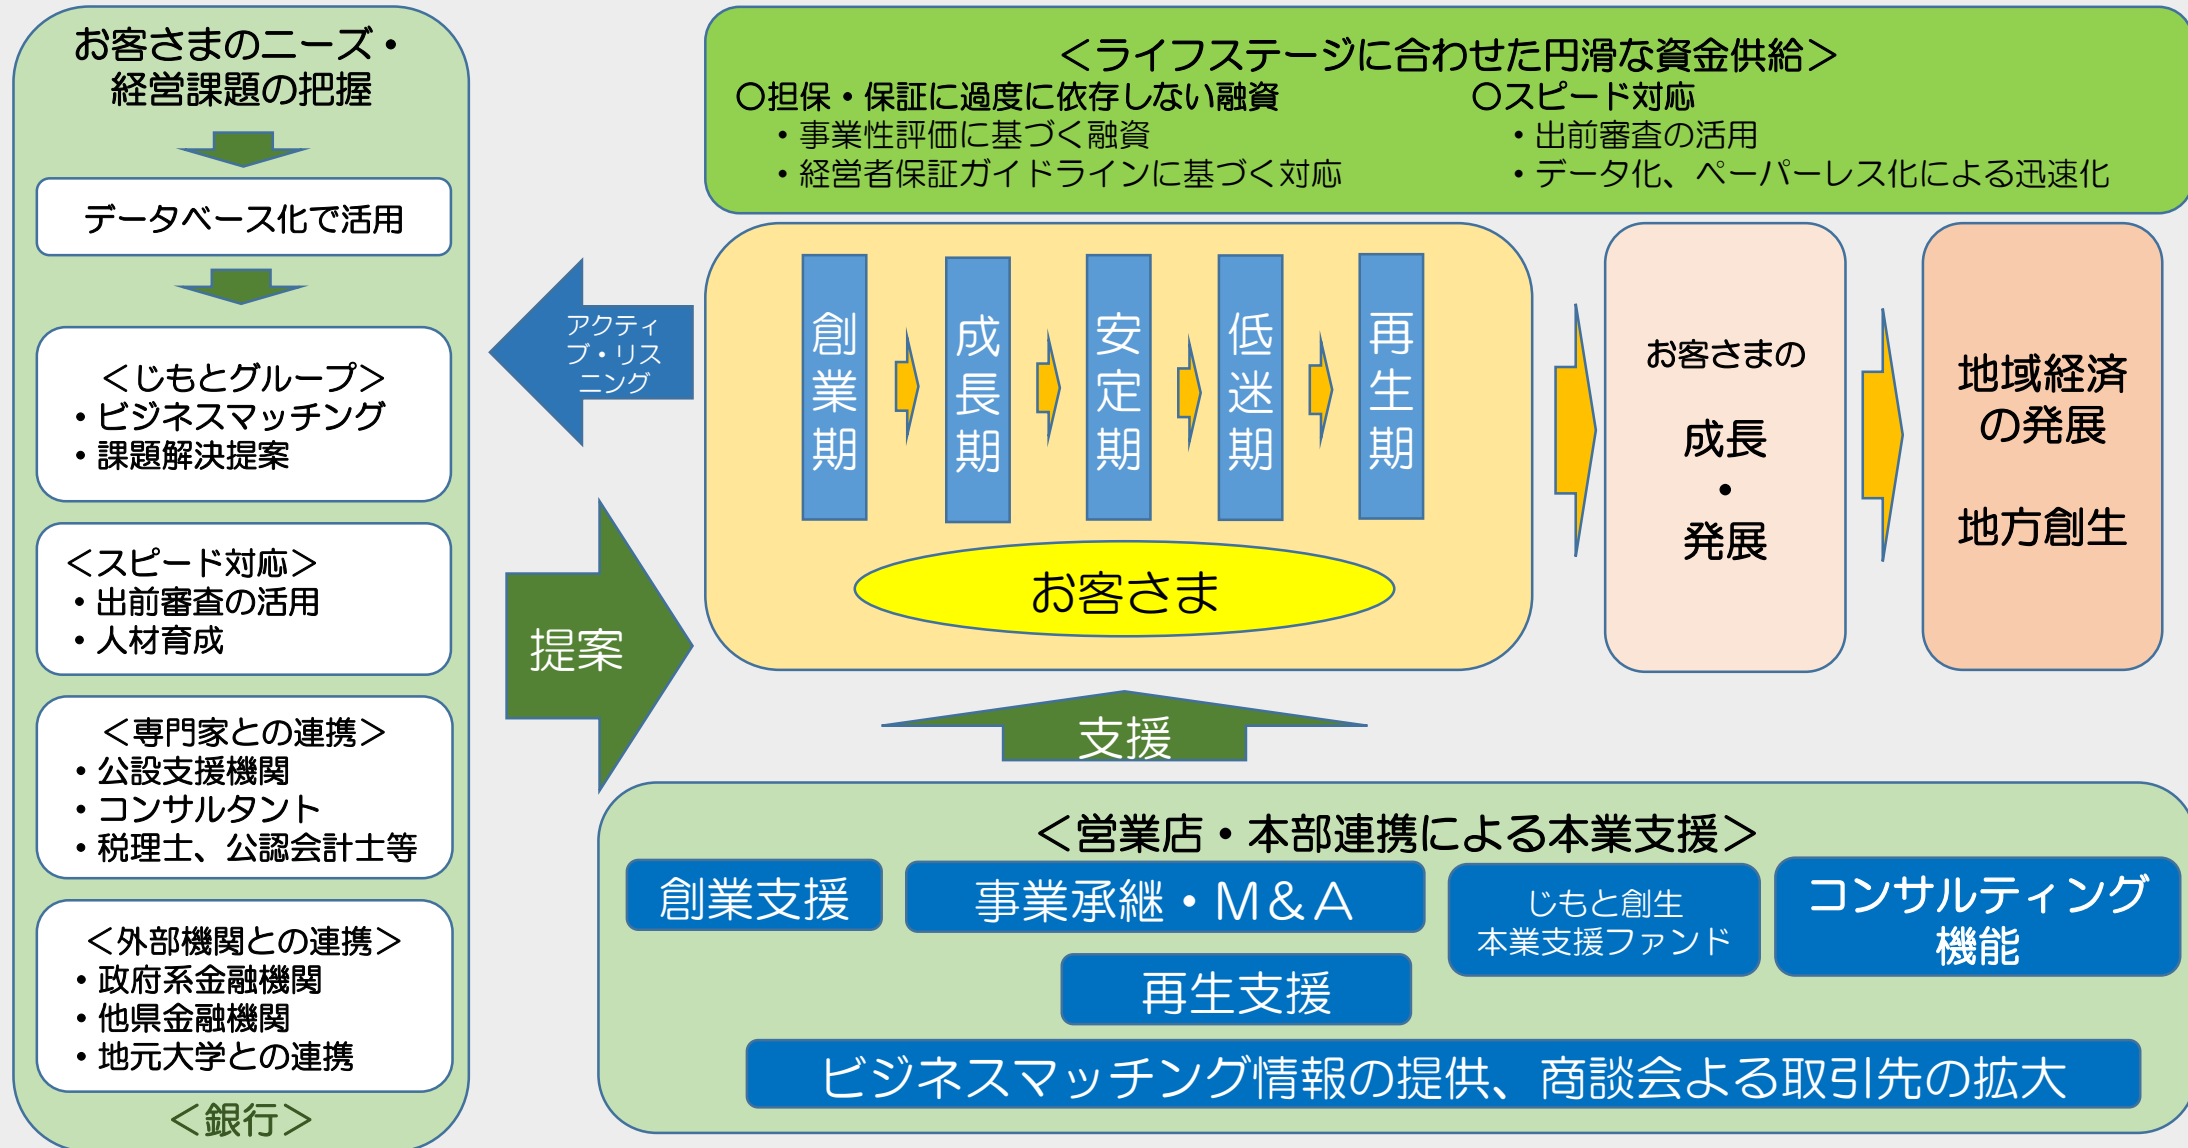 お客さまのニーズ・
経営課題の把握
データベース化で活用
＜じもとグループ＞
・ビジネスマッチング
・課題解決提案
＜スピード対応＞
・出前審査の活用
・人材育成
＜専門家との連携＞
・公設支援機関
・コンサルタント
・税理士、公認会計士等
＜外部機関との連携＞
・政府系金融機関
・他県金融機関
・地元大学との連携
＜銀行＞
アクティ
ブ・リス
ニング
提案
＜ライフステージに合わせた円滑な資金供給＞
〇担保・保証に過度に依存しない融資
・事業性評価に基づく融資
・経営者保証ガイドラインに基づく対応
〇スピード対応
・出前審査の活用
・データ化、ペーパーレス化による迅速化
創業期
成長期
安定期
低迷期
再生期
お客さま
お客さまの
成長
・
発展
地域経済
の発展
地方創生
支援
＜営業店・本部連携による本業支援＞
創業支援
事業承継・Ｍ＆Ａ
じもと創生
本業支援ファンド
コンサルティング
機能
再生支援
ビジネスマッチング情報の提供、商談会よる取引先の拡大